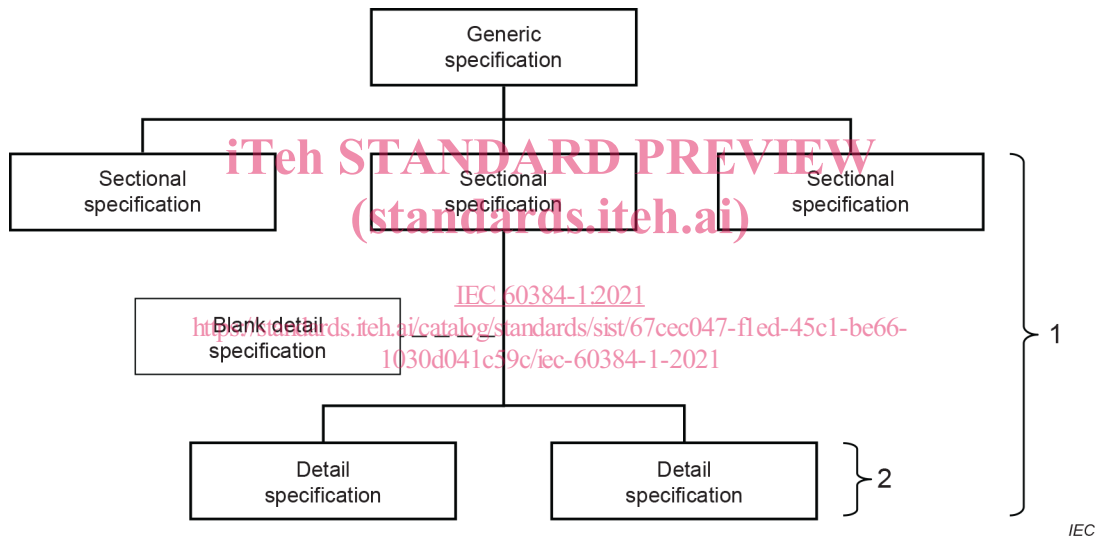 Generic
specification
iTeh STANDARD PREVIEW
Sectional
specification
Sectional
specification
Sectional
specification
(standards.iteh.ai)
IEC 60384-1:2021
https://standards.iteh.ai/catalog/standards/sist/67cec047-f1ed-45c1-be66-
1030d041c59c/iec-60384-1-2021
Blank detail
specification
1
Detail
specification
Detail
specification
2
IEC